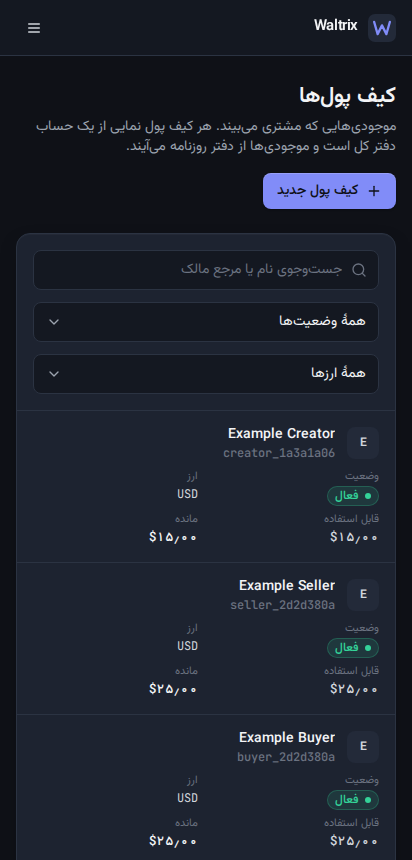 Waltrix
کیف پول‌ها
موجودی‌هایی که مشتری می‌بیند. هر کیف پول نمایی از یک حساب
دفتر کل است و موجودی‌ها از دفتر روزنامه می‌آیند.
+ کیف پول جدید
جست‌وجوی نام یا مرجع مالک
همهٔ وضعیت‌ها
همهٔ ارزها
E Example Creator
creator_1a3a1a06
وضعیت ارز
فعال USD
قابل استفاده مانده
$۱۵٫۰۰ $۱۵٫۰۰
E Example Seller
seller_2d2d380a
وضعیت ارز
فعال USD
قابل استفاده مانده
$۲۵٫۰۰ $۲۵٫۰۰
E Example Buyer
buyer_2d2d380a
وضعیت ارز
فعال USD
قابل استفاده مانده
$۲۵٫۰۰ $۲۵٫۰۰